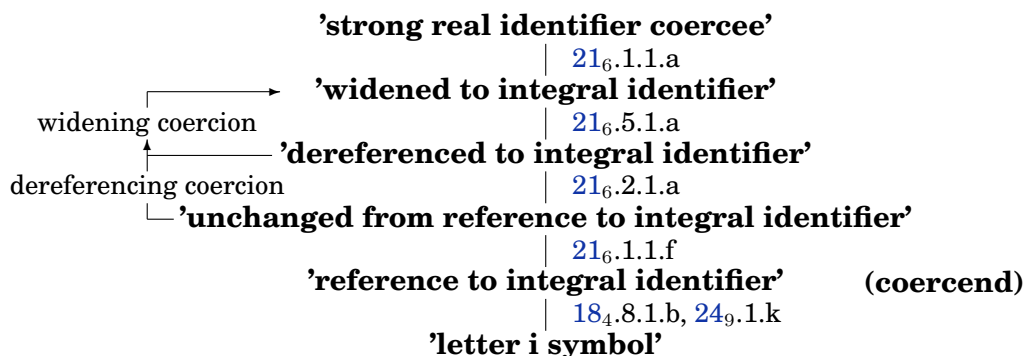 'strong real identifier coercee'
21₆.1.1.a
'widened to integral identifier'
widening coercion
21₆.5.1.a
'dereferenced to integral identifier'
dereferencing coercion
21₆.2.1.a
'unchanged from reference to integral identifier'
21₆.1.1.f
'reference to integral identifier' (coercend)
18₄.8.1.b, 24₉.1.k
'letter i symbol'